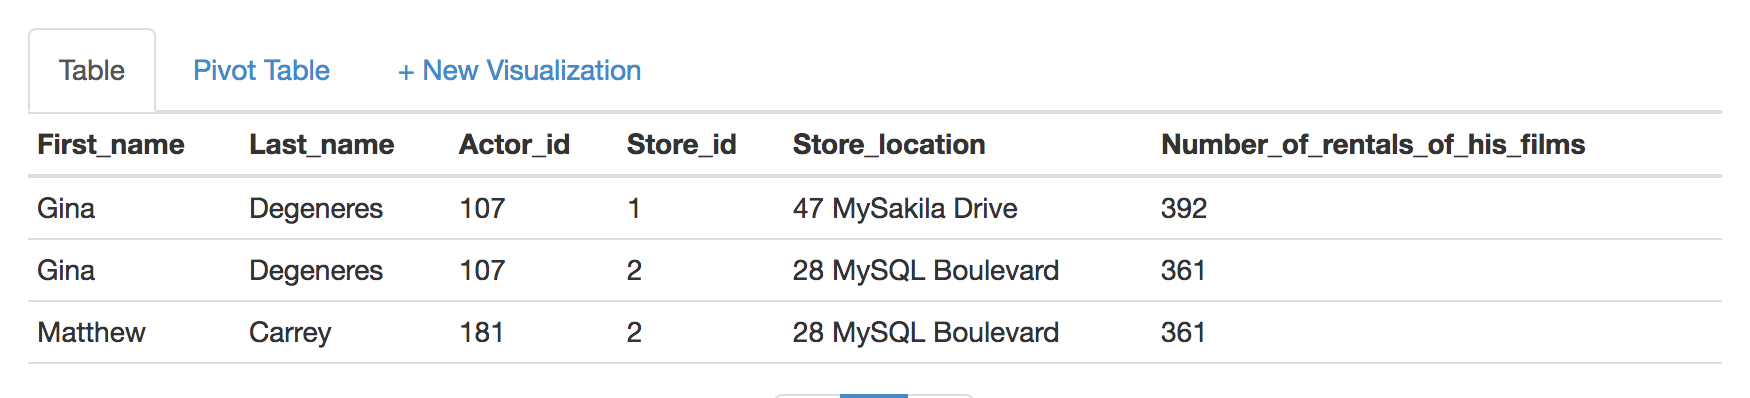 Table Pivot Table + New Visualization
First_name Last_name Actor_id Store_id Store_location Number_of_rentals_of_his_films
Gina Degeneres 107 1 47 MySakila Drive 392
Gina Degeneres 107 2 28 MySQL Boulevard 361
Matthew Carrey 181 2 28 MySQL Boulevard 361